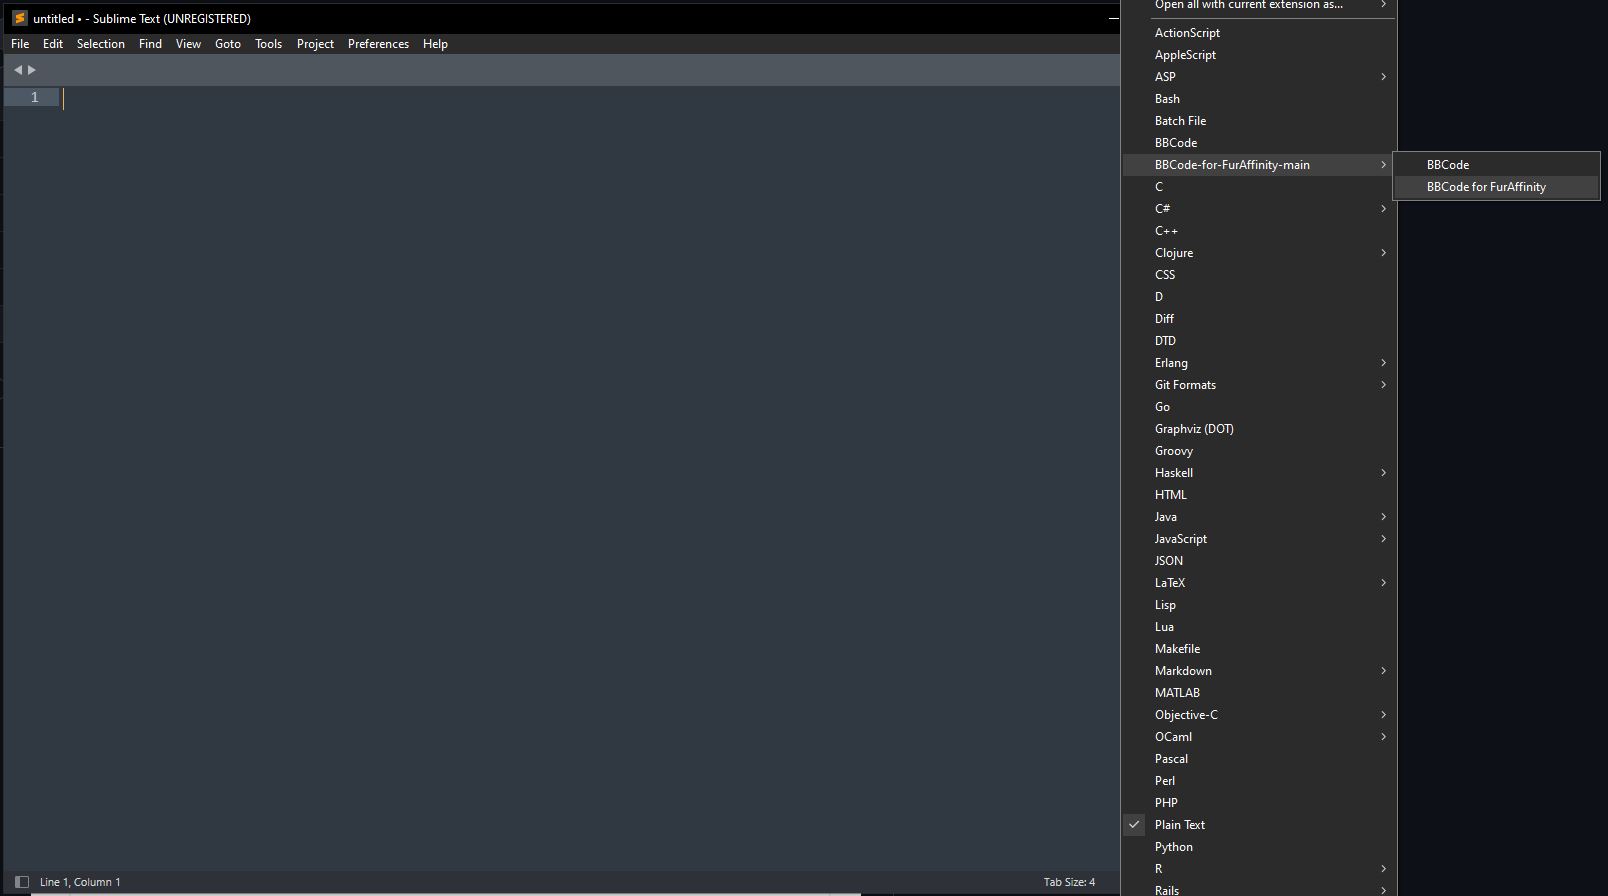 untitled • - Sublime Text (UNREGISTERED)
File Edit Selection Find View Goto Tools Project Preferences Help
1
Open all with current extension as...
ActionScript
AppleScript
ASP
Bash
Batch File
BBCode
BBCode-for-FurAffinity-main
BBCode
BBCode for FurAffinity
C
C#
C++
Clojure
CSS
D
Diff
DTD
Erlang
Git Formats
Go
Graphviz (DOT)
Groovy
Haskell
HTML
Java
JavaScript
JSON
LaTeX
Lisp
Lua
Makefile
Markdown
MATLAB
Objective-C
OCaml
Pascal
Perl
PHP
Plain Text
Python
R
Rails
Line 1, Column 1
Tab Size: 4